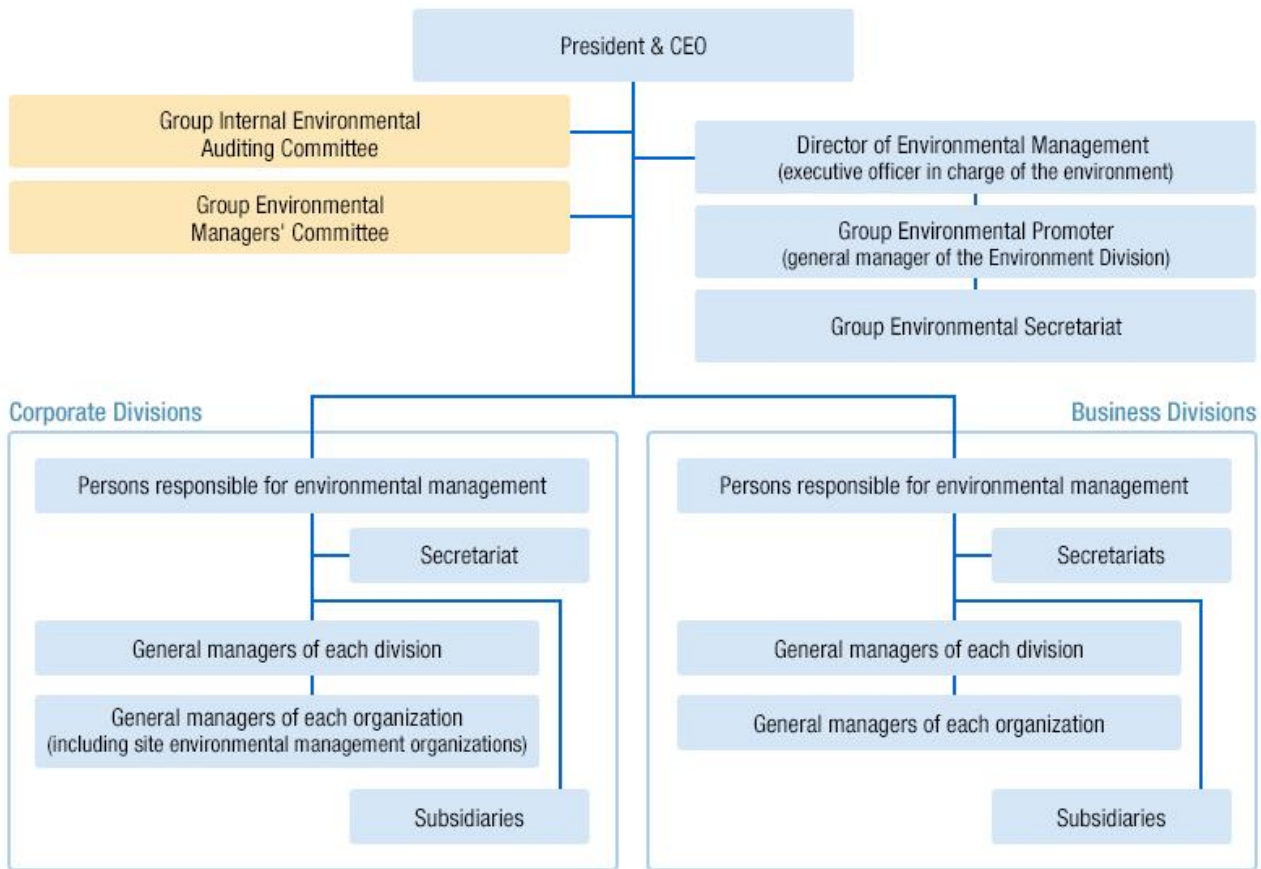 President & CEO
Group Internal Environmental
Auditing Committee
Group Environmental
Managers' Committee
Director of Environmental Management
(executive officer in charge of the environment)
Group Environmental Promoter
(general manager of the Environment Division)
Group Environmental Secretariat
Corporate Divisions
Persons responsible for environmental management
Secretariat
General managers of each division
General managers of each organization
(including site environmental management organizations)
Subsidiaries
Business Divisions
Persons responsible for environmental management
Secretariats
General managers of each division
General managers of each organization
Subsidiaries